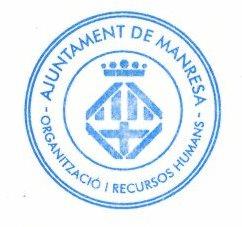 AJUNTAMENT DE MANRESA
- ORGANITZACIÓ I RECURSOS HUMANS -